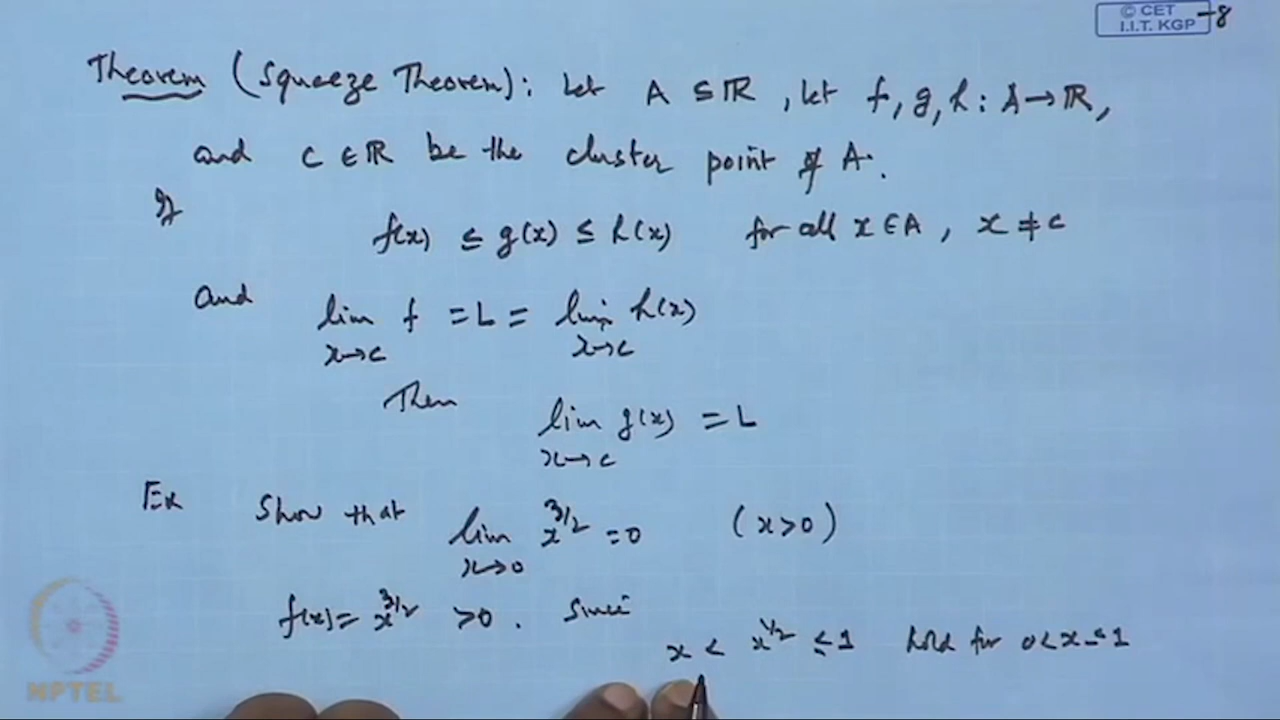 © CET
I.I.T. KGP -8
Theorem (Squeeze Theorem): Let A ⊆ ℝ, let f, g, h : A → ℝ,
and c ∈ ℝ be the cluster point of A.
If
f(x) ≤ g(x) ≤ h(x) for all x ∈ A, x ≠ c
and lim f = L = lim h(x)
x→c x→c
Then
lim g(x) = L
x→c
Ex Show that lim x^{3/2} = 0 (x>0)
x→0
f(x) = x^{3/2} > 0. Since
x < x^{1/2} ≤ 1 hold for 0 < x ≤ 1
NPTEL